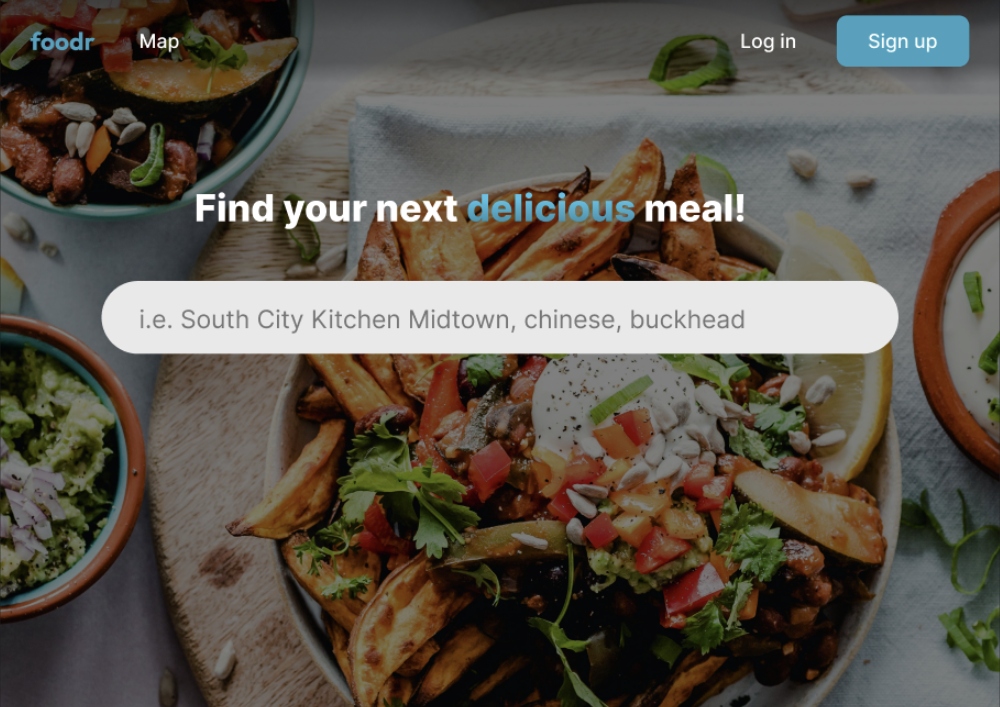 foodr Map Log in Sign up
Find your next delicious meal!
i.e. South City Kitchen Midtown, chinese, buckhead